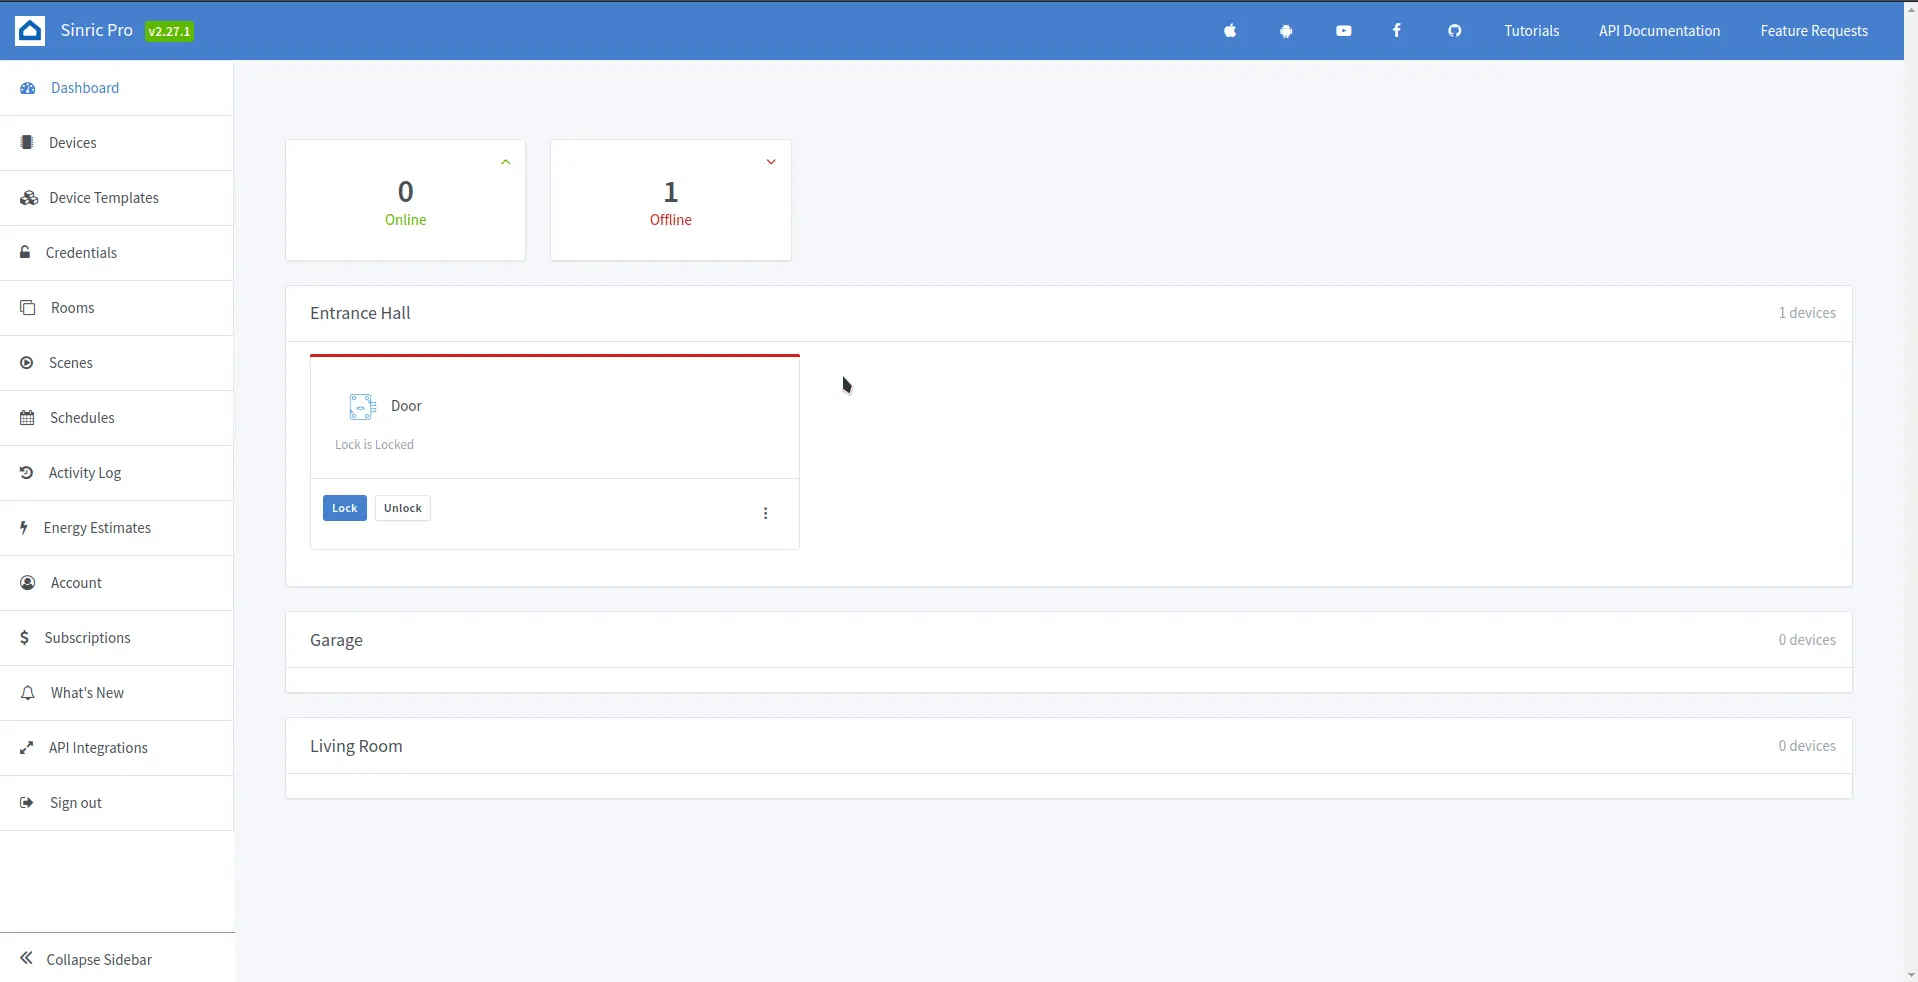 Sinric Pro v2.27.1
Tutorials
API Documentation
Feature Requests
Dashboard
Devices
Device Templates
Credentials
Rooms
Scenes
Schedules
Activity Log
Energy Estimates
Account
Subscriptions
What's New
API Integrations
Sign out
Collapse Sidebar
0
Online
1
Offline
Entrance Hall
1 devices
Door
Lock is Locked
Lock
Unlock
Garage
0 devices
Living Room
0 devices